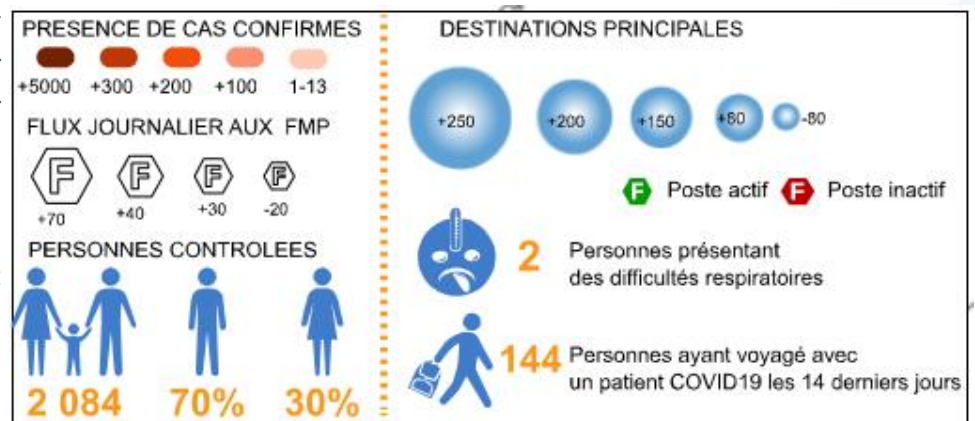 PRESENCE DE CAS CONFIRMES
+5000 +300 +200 +100 1-13
FLUX JOURNALIER AUX FMP
F F F F
+70 +40 +30 -20
PERSONNES CONTROLEES
2 084 70% 30%
DESTINATIONS PRINCIPALES
+250 +200 +150 +80 -80
F Poste actif F Poste inactif
2 Personnes présentant
des difficultés respiratoires
144 Personnes ayant voyagé avec
un patient COVID19 les 14 derniers jours